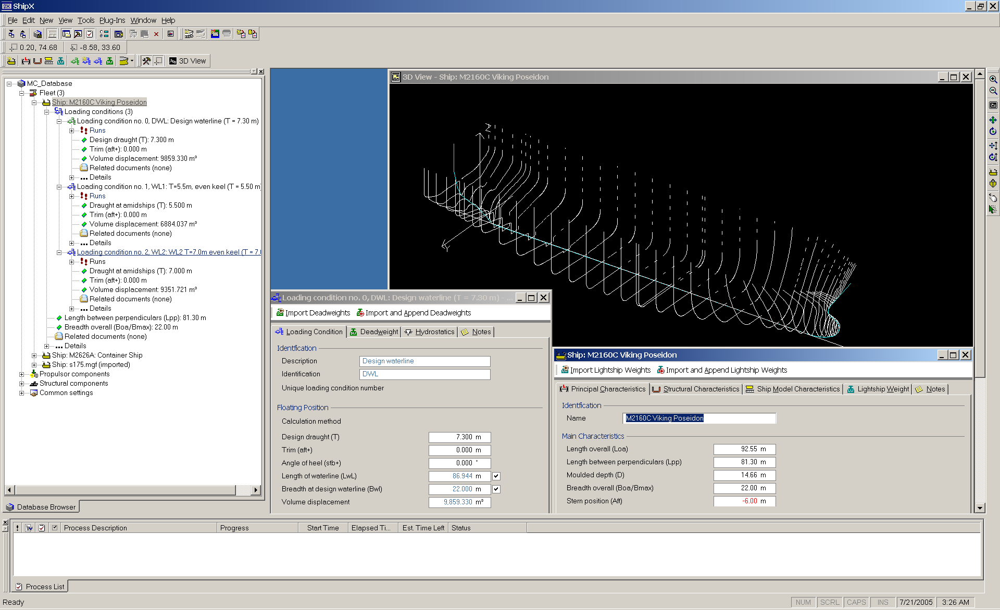 ShipX
File Edit New View Tools Plug-Ins Window Help
0.20, 74.68 -8.58, 33.60
3D View
MC_Database
Fleet (3)
Ship: M2160C Viking Poseidon
Loading conditions (3)
Loading condition no. 0, DWL: Design waterline (T = 7.30 m)
Runs
Design draught (T): 7.300 m
Trim (aft+): 0.000 m
Volume displacement: 9859.330 m³
Related documents (none)
Details
Loading condition no. 1, WL1: T=5.5m, even keel (T = 5.50 m
Runs
Draught at amidships (T): 5.500 m
Trim (aft+): 0.000 m
Volume displacement: 6884.037 m³
Related documents (none)
Details
Loading condition no. 2, WL2: WL2 T=7.0m even keel (T = 7.0
Runs
Draught at amidships (T): 7.000 m
Trim (aft+): 0.000 m
Volume displacement: 9351.721 m³
Related documents (none)
Details
Length between perpendiculars (Lpp): 81.30 m
Breadth overall (Boa/Bmax): 22.00 m
Related documents (none)
Details
Ship: M2626A: Container Ship
Ship: s175.mgf (imported)
Propulsor components
Structural components
Common settings
Database Browser
3D View - Ship: M2160C Viking Poseidon
Z
Y
Loading condition no. 0, DWL: Design waterline (T = 7.30 m) - ...
Import Deadweights Import and Append Deadweights
Loading Condition Deadweight Hydrostatics Notes
Identfication
Description Design waterline
Identification DWL
Unique loading condition number
Floating Position
Calculation method
Design draught (T) 7.300 m
Trim (aft+) 0.000 m
Angle of heel (stb+) 0.000 °
Length of waterline (LwL) 86.944 m
Breadth at design waterline (Bwl) 22.000 m
Volume displacement 9,859.330 m³
Ship: M2160C Viking Poseidon
Import Lightship Weights Import and Append Lightship Weights
Principal Characteristics Structural Characteristics Ship Model Characteristics Lightship Weight Notes
Identfication
Name M2160C Viking Poseidon
Main Characteristics
Length overall (Loa) 92.55 m
Length between perpendiculars (Lpp) 81.30 m
Moulded depth (D) 14.66 m
Breadth overall (Boa/Bmax) 22.00 m
Stern position (Aft) -6.00 m
! Process Description Progress Start Time Elapsed Ti... Est. Time Left Status
Process List
Ready NUM SCRL CAPS INS 7/21/2005 3:26 AM